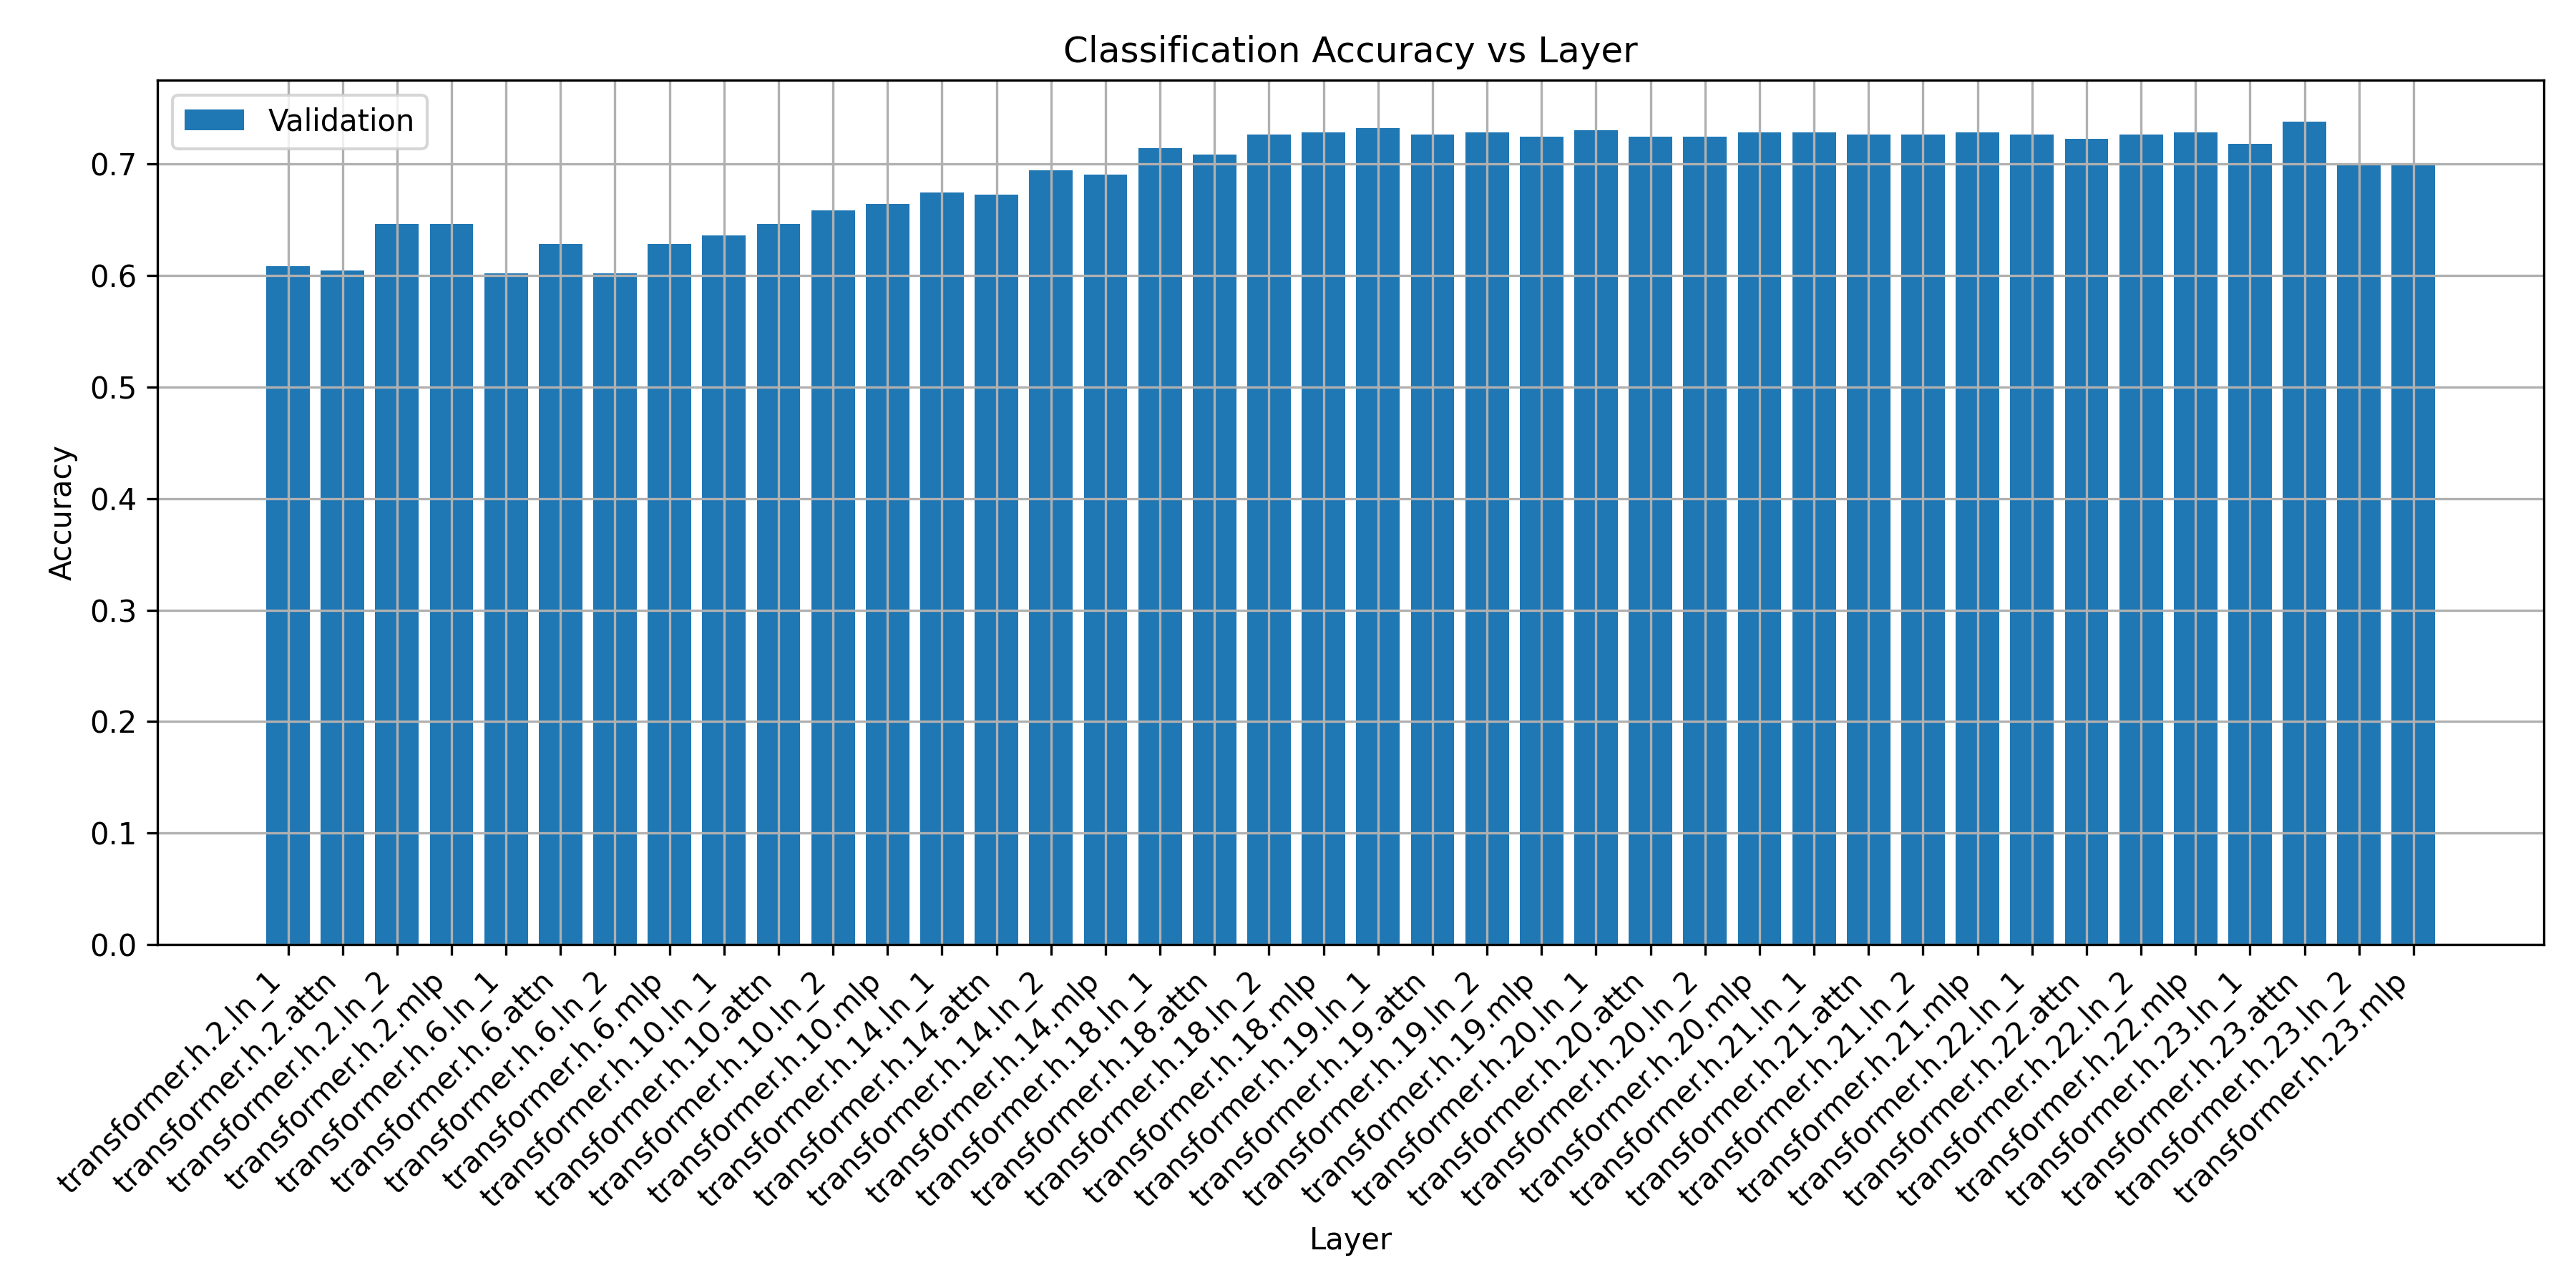 Classification Accuracy vs Layer
Validation
Accuracy
0.7
0.6
0.5
0.4
0.3
0.2
0.1
0.0
transformer.h.2.ln_1
transformer.h.2.attn
transformer.h.2.ln_2
transformer.h.2.mlp
transformer.h.6.ln_1
transformer.h.6.attn
transformer.h.6.ln_2
transformer.h.6.mlp
transformer.h.10.ln_1
transformer.h.10.attn
transformer.h.10.ln_2
transformer.h.10.mlp
transformer.h.14.ln_1
transformer.h.14.attn
transformer.h.14.ln_2
transformer.h.14.mlp
transformer.h.18.ln_1
transformer.h.18.attn
transformer.h.18.ln_2
transformer.h.18.mlp
transformer.h.19.ln_1
transformer.h.19.attn
transformer.h.19.ln_2
transformer.h.19.mlp
transformer.h.20.ln_1
transformer.h.20.attn
transformer.h.20.ln_2
transformer.h.20.mlp
transformer.h.21.ln_1
transformer.h.21.attn
transformer.h.21.ln_2
transformer.h.21.mlp
transformer.h.22.ln_1
transformer.h.22.attn
transformer.h.22.ln_2
transformer.h.22.mlp
transformer.h.23.ln_1
transformer.h.23.attn
transformer.h.23.ln_2
transformer.h.23.mlp
Layer